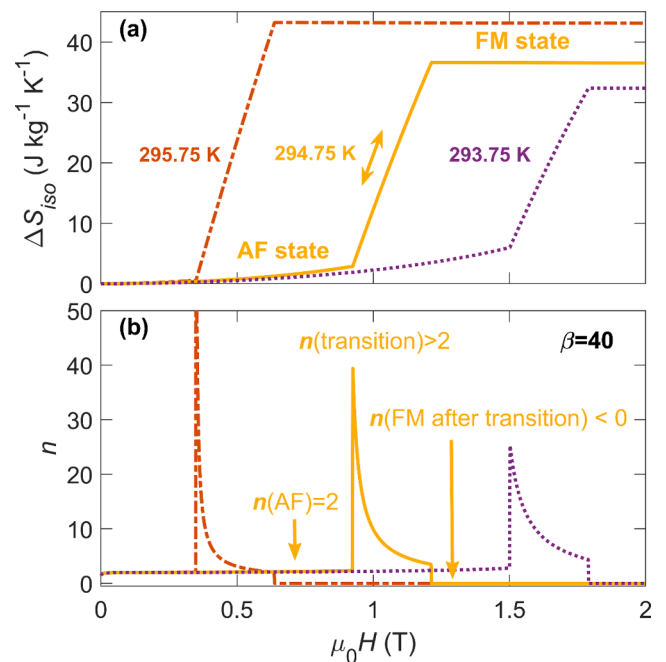 (a)
FM state
295.75 K
294.75 K
293.75 K
AF state
ΔS_iso (J kg⁻¹ K⁻¹)
40
30
20
10
0
(b)
β=40
n(transition)>2
n(FM after transition) < 0
n(AF)=2
n
50
40
30
20
10
0
0
0.5
1
1.5
2
μ₀H (T)